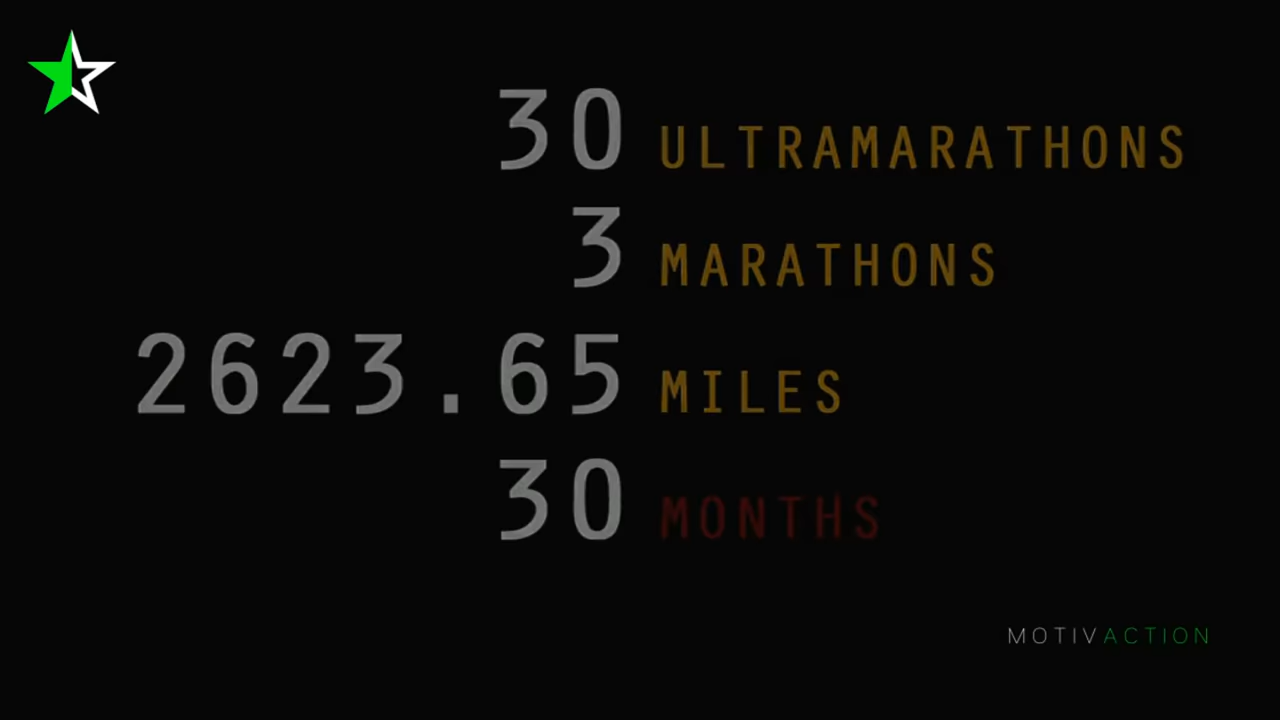 30 ULTRAMARATHONS
3 MARATHONS
2623.65 MILES
30 MONTHS
MOTIVACTION